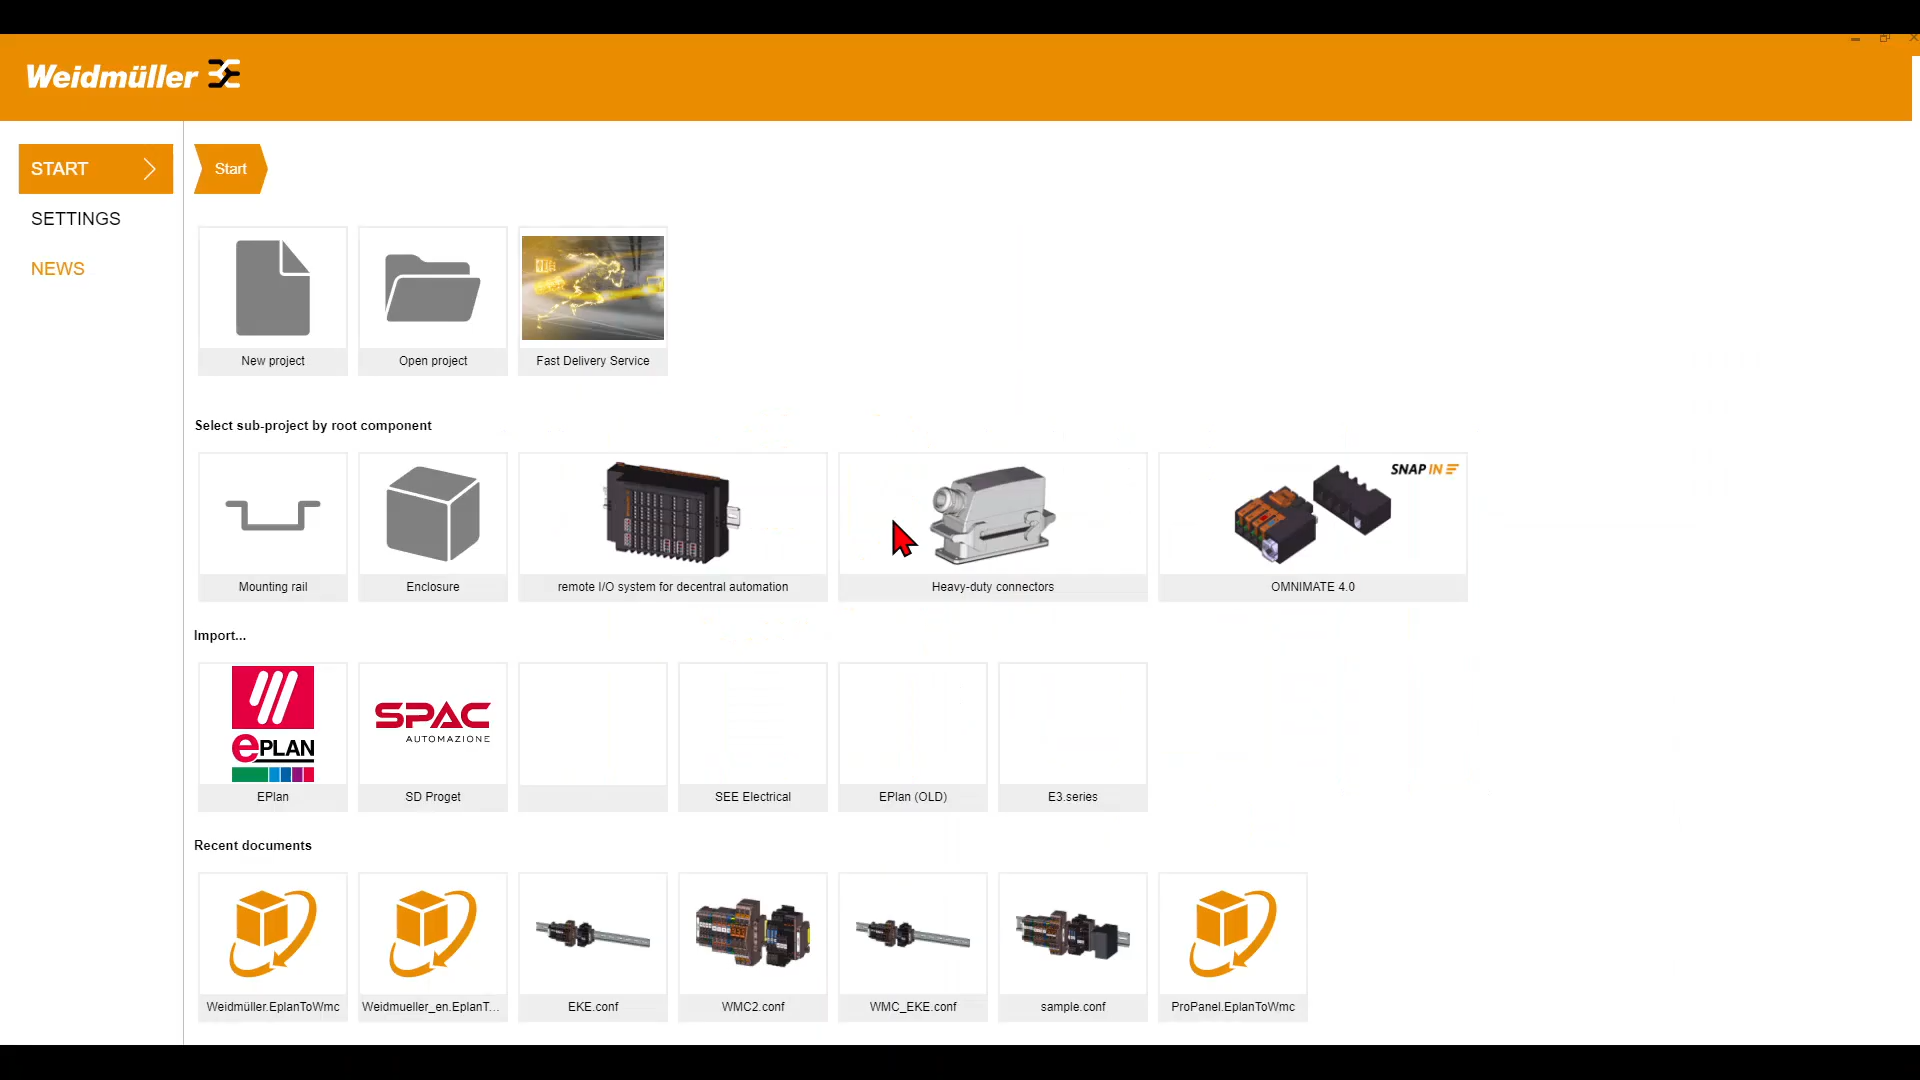 Weidmüller
START
SETTINGS
NEWS
Start
New project
Open project
Fast Delivery Service
Select sub-project by root component
SNAP IN
Mounting rail
Enclosure
remote I/O system for decentral automation
Heavy-duty connectors
OMNIMATE 4.0
Import...
ePLAN
SPAC
AUTOMAZIONE
EPlan
SD Proget
SEE Electrical
EPlan (OLD)
E3.series
Recent documents
Weidmüller.EplanToWmc
Weidmueller_en.EplanT...
EKE.conf
WMC2.conf
WMC_EKE.conf
sample.conf
ProPanel.EplanToWmc